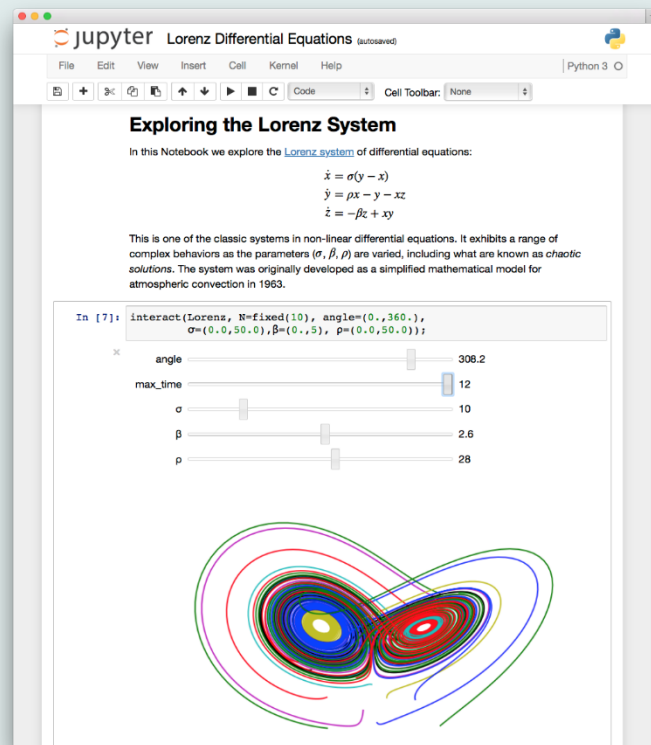 jupyter Lorenz Differential Equations (autosaved)
File Edit View Insert Cell Kernel Help Python 3
Code Cell Toolbar: None
Exploring the Lorenz System
In this Notebook we explore the Lorenz system of differential equations:
ẋ = σ(y − x)
ẏ = ρx − y − xz
ż = −βz + xy
This is one of the classic systems in non-linear differential equations. It exhibits a range of
complex behaviors as the parameters (σ, β, ρ) are varied, including what are known as chaotic
solutions. The system was originally developed as a simplified mathematical model for
atmospheric convection in 1963.
In [7]: interact(Lorenz, N=fixed(10), angle=(0.,360.),
σ=(0.0,50.0),β=(0.,5), ρ=(0.0,50.0));
angle 308.2
max_time 12
σ 10
β 2.6
ρ 28